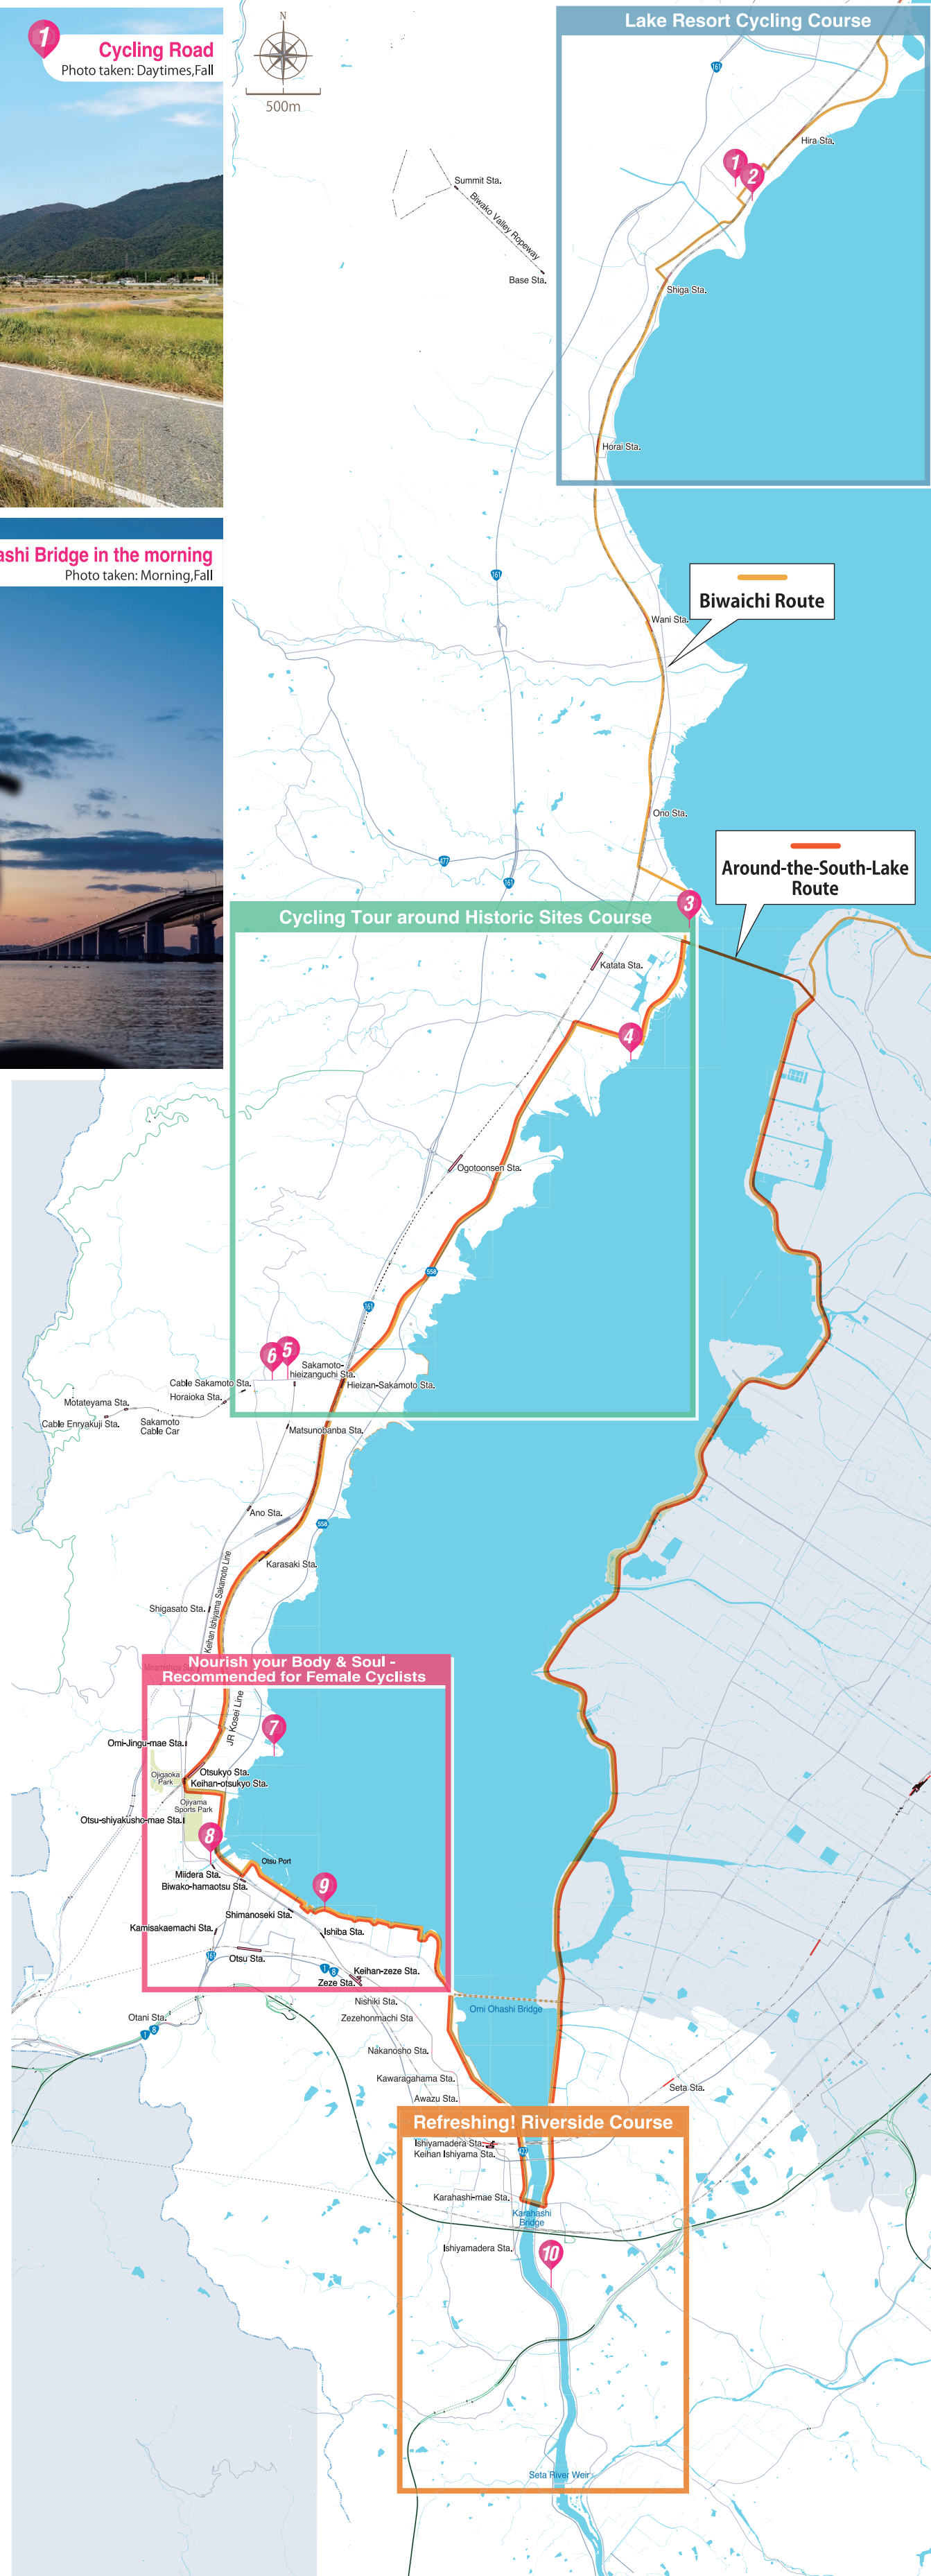 1
Cycling Road
Photo taken: Daytimes,Fall
N
500m
ashi Bridge in the morning
Photo taken: Morning,Fall
Lake Resort Cycling Course
161
Hira Sta.
1
2
Summit Sta.
Biwako Valley Ropeway
Base Sta.
Shiga Sta.
Horai Sta.
161
Biwaichi Route
Wani Sta.
Ono Sta.
477
161
Around-the-South-Lake
Route
3
Cycling Tour around Historic Sites Course
Katata Sta.
4
Ogotoonsen Sta.
558
161
6
5
Sakamoto-
hieizanguchi Sta.
Cable Sakamoto Sta.
Hieizan-Sakamoto Sta.
Horaioka Sta.
Motateyama Sta.
Cable Enryakuji Sta.
Sakamoto
Cable Car
Matsunobanba Sta.
Ano Sta.
558
Karasaki Sta.
Keihan Ishiyama Sakamoto Line
Shigasato Sta.
Nourish your Body & Soul -
Recommended for Female Cyclists
JR Kosei Line
7
Omi-Jingu-mae Sta.
Otsukyo Sta.
Ojigaoka
Park
Keihan-otsukyo Sta.
Ojiyama
Sports Park
Otsu-shiyakusho-mae Sta.
8
Otsu Port
Miidera Sta.
Biwako-hamaotsu Sta.
9
Shimanoseki Sta.
Kamisakaemachi Sta.
Ishiba Sta.
161
Otsu Sta.
1
8
Keihan-zeze Sta.
Zeze Sta.
Nishiki Sta.
Omi Ohashi Bridge
Otani Sta.
Zezehonmachi Sta
1
8
Nakanosho Sta.
Kawaragahama Sta.
Seta Sta.
Awazu Sta.
Refreshing! Riverside Course
Ishiyamadera Sta.
Keihan Ishiyama Sta.
Karahashi-mae Sta.
Karahashi
Bridge
Ishiyamadera Sta.
10
Seta River Weir